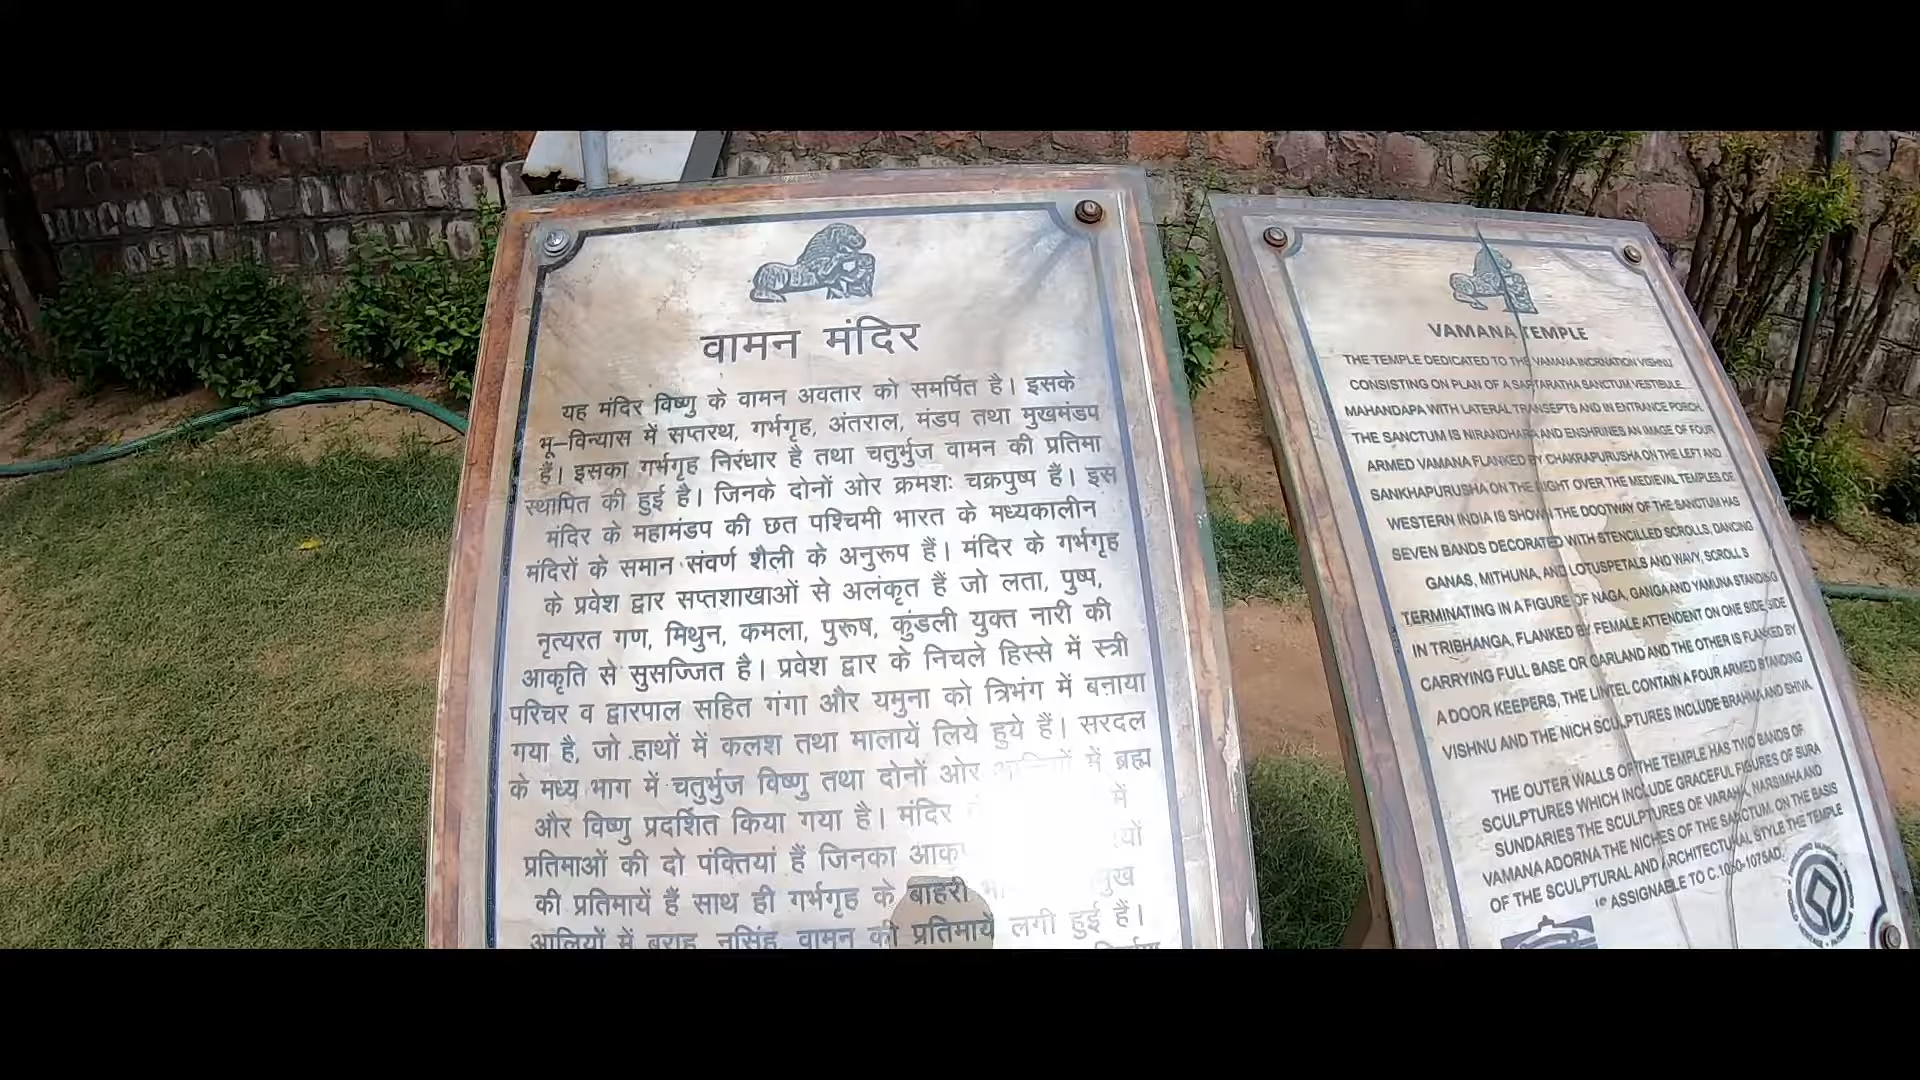 वामन मंदिर
यह मंदिर विष्णु के वामन अवतार को समर्पित है। इसके
भू–विन्यास में सप्तरथ, गर्भगृह, अंतराल, मंडप तथा मुखमंडप
हैं। इसका गर्भगृह निरंधार है तथा चतुर्भुज वामन की प्रतिमा
स्थापित की हुई है। जिनके दोनों ओर क्रमशः चक्रपुष्प हैं। इस
मंदिर के महामंडप की छत पश्चिमी भारत के मध्यकालीन
मंदिरों के समान संवर्ण शैली के अनुरूप हैं। मंदिर के गर्भगृह
के प्रवेश द्वार सप्तशाखाओं से अलंकृत हैं जो लता, पुष्प,
नृत्यरत गण, मिथुन, कमला, पुरूष, कुंडली युक्त नारी की
आकृति से सुसज्जित है। प्रवेश द्वार के निचले हिस्से में स्त्री
परिचर व द्वारपाल सहित गंगा और यमुना को त्रिभंग में बनाया
गया है, जो हाथों में कलश तथा मालायें लिये हुये हैं। सरदल
के मध्य भाग में चतुर्भुज विष्णु तथा दोनों ओर में ब्रह्म
और विष्णु प्रदर्शित किया गया है। मंदिर में
प्रतिमाओं की दो पंक्तियां हैं जिनका
की प्रतिमायें हैं साथ ही गर्भगृह के बाहरी
आलियों में बराह, नृसिंह, वामन की प्रतिमायें लगी हुई हैं।
VAMANA TEMPLE
THE TEMPLE DEDICATED TO THE VAMANA INCRNATION VISHNU
CONSISTING ON PLAN OF A SAPTARATHA SANCTUM VESTIBULE
MAHANDAPA WITH LATERAL TRANSEPTS AND IN ENTRANCE PORCH.
THE SANCTUM IS NIRANDHARA AND ENSHRINES AN IMAGE OF FOUR
ARMED VAMANA FLANKED BY CHAKRAPURUSHA ON THE LEFT AND
SANKHAPURUSHA ON THE RIGHT OVER THE MEDIEVAL TEMPLES OF
WESTERN INDIA IS SHOWN THE DOOTWAY OF THE SANCTUM HAS
SEVEN BANDS DECORATED WITH STENCILLED SCROLLS, DANCING
GANAS, MITHUNA, AND LOTUSPETALS AND WAVY, SCROLLS
TERMINATING IN A FIGURE OF NAGA, GANGA AND YAMUNA STANDING
IN TRIBHANGA, FLANKED BY FEMALE ATTENDENT ON ONE SIDE, SIDE
CARRYING FULL BASE OR GARLAND AND THE OTHER IS FLANKED BY
A DOOR KEEPERS, THE LINTEL CONTAIN A FOUR ARMED STANDING
VISHNU AND THE NICH SCULPTURES INCLUDE BRAHMA AND SHIVA.
THE OUTER WALLS OF THE TEMPLE HAS TWO BANDS OF
SCULPTURES WHICH INCLUDE GRACEFUL FIGURES OF SURA
SUNDARIES THE SCULPTURES OF VARAHA, NARSIMHA AND
VAMANA ADORNA THE NICHES OF THE SANCTUM. ON THE BASIS
OF THE SCULPTURAL AND ARCHITECTURAL STYLE THE TEMPLE
IS ASSIGNABLE TO C.1050-1075AD.